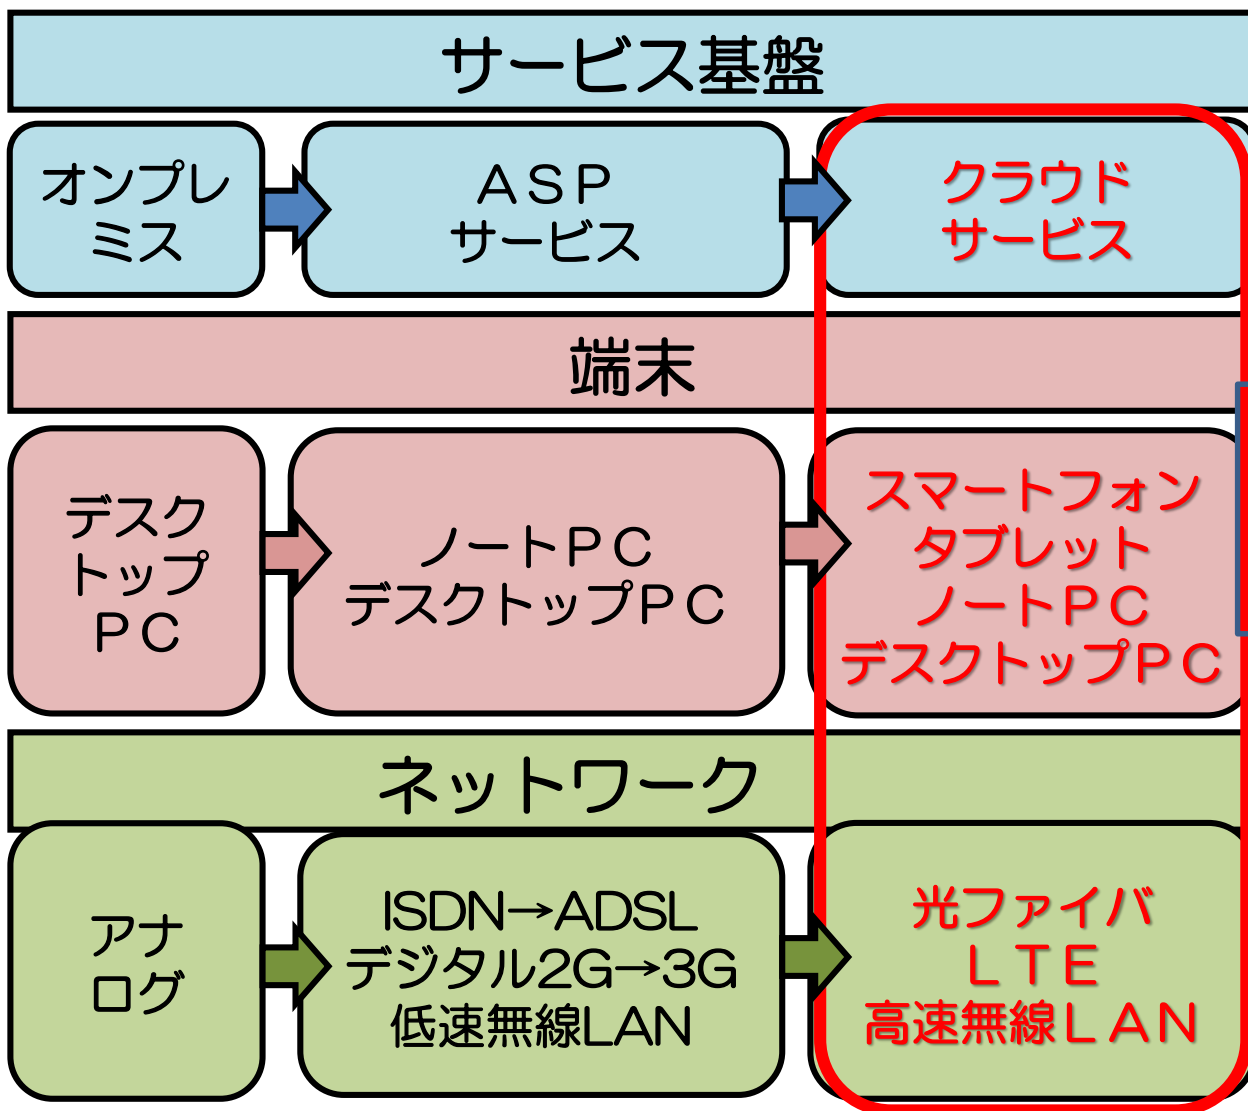 サービス基盤
オンプレ
ミス
ＡＳＰ
サービス
クラウド
サービス
端末
デスク
トップ
ＰＣ
ノートＰＣ
デスクトップＰＣ
スマートフォン
タブレット
ノートＰＣ
デスクトップＰＣ
ネットワーク
アナ
ログ
ISDN→ADSL
デジタル2G→3G
低速無線LAN
光ファイバ
ＬＴＥ
高速無線ＬＡＮ